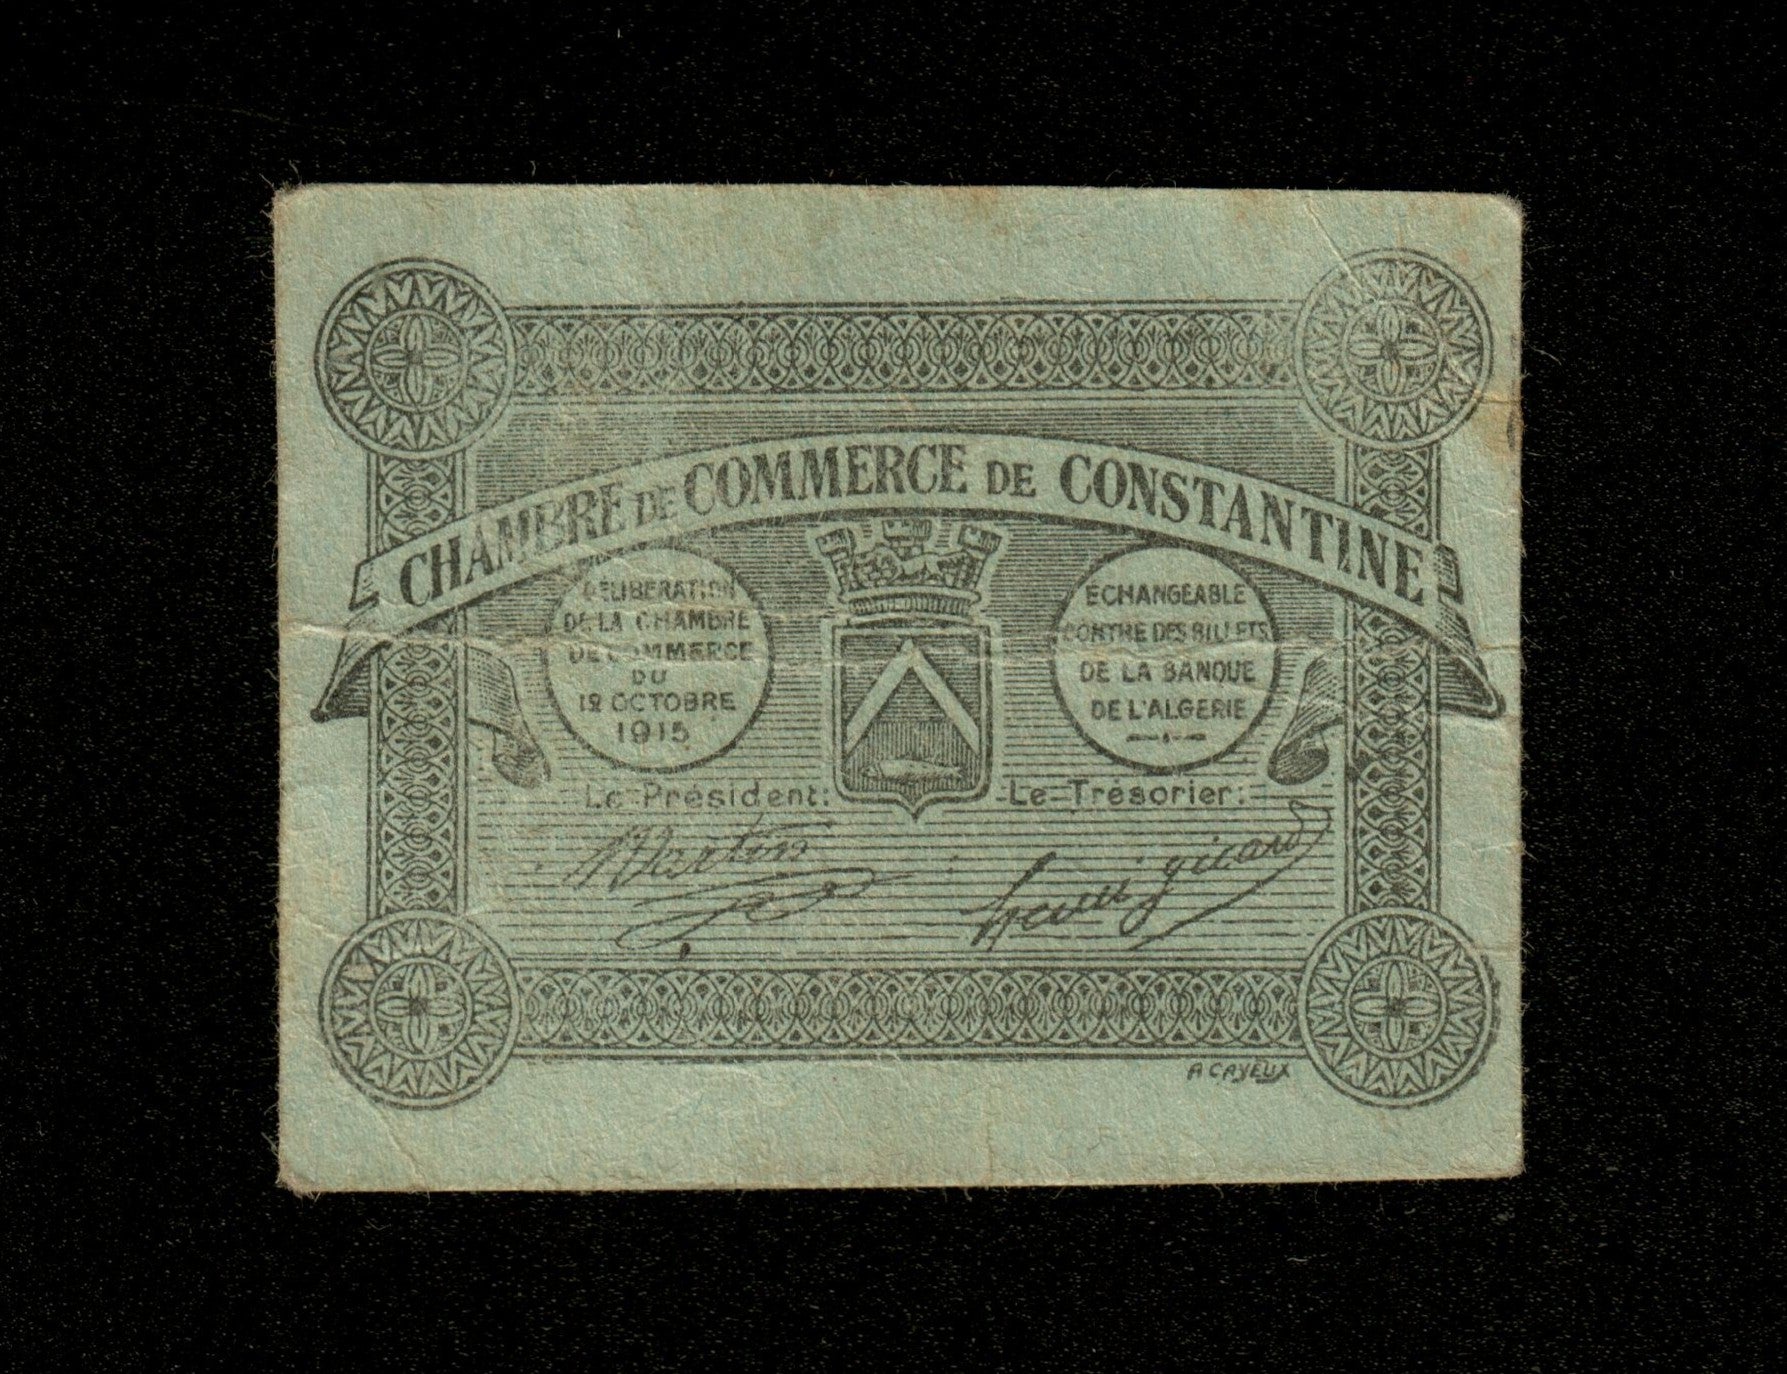 CHAMBRE DE COMMERCE DE CONSTANTINE
DELIBERATION
DE LA CHAMBRE
DE COMMERCE
DU
12 OCTOBRE
1915
ECHANGEABLE
CONTRE DES BILLETS
DE LA BANQUE
DE L'ALGERIE
Le Président:
Le Trésorier:
A CAYEUX